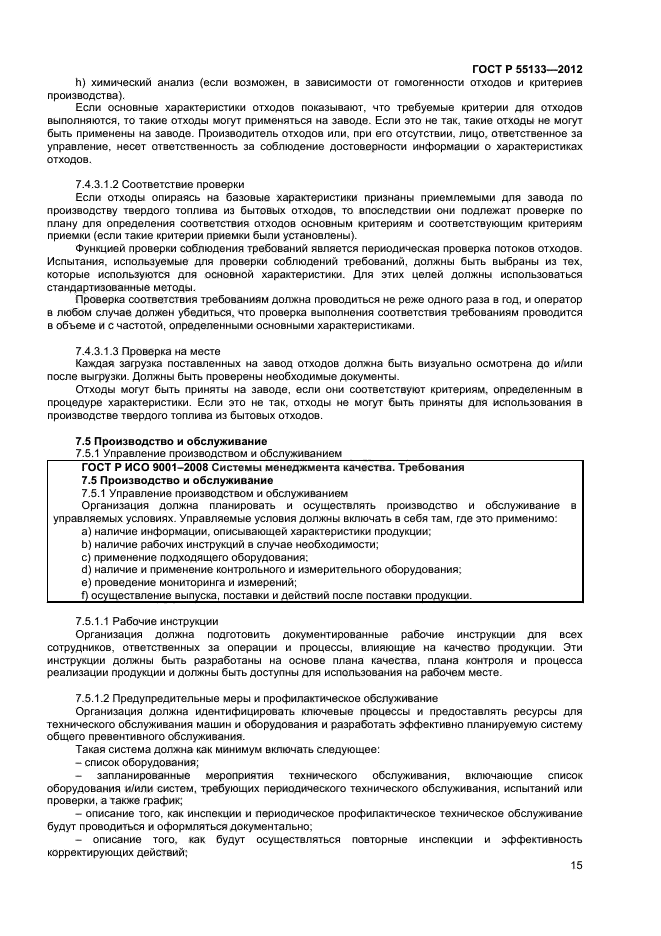 ГОСТ Р 55133—2012
h) химический анализ (если возможен, в зависимости от гомогенности отходов и критериев
производства).
Если основные характеристики отходов показывают, что требуемые критерии для отходов
выполняются, то такие отходы могут применяться на заводе. Если это не так, такие отходы не могут
быть применены на заводе. Производитель отходов или, при его отсутствии, лицо, ответственное за
управление, несет ответственность за соблюдение достоверности информации о характеристиках
отходов.
7.4.3.1.2 Соответствие проверки
Если отходы опираясь на базовые характеристики признаны приемлемыми для завода по
производству твердого топлива из бытовых отходов, то впоследствии они подлежат проверке по
плану для определения соответствия отходов основным критериям и соответствующим критериям
приемки (если такие критерии приемки были установлены).
Функцией проверки соблюдения требований является периодическая проверка потоков отходов.
Испытания, используемые для проверки соблюдений требований, должны быть выбраны из тех,
которые используются для основной характеристики. Для этих целей должны использоваться
стандартизованные методы.
Проверка соответствия требованиям должна проводиться не реже одного раза в год, и оператор
в любом случае должен убедиться, что проверка выполнения соответствия требованиям проводится
в объеме и с частотой, определенными основными характеристиками.
7.4.3.1.3 Проверка на месте
Каждая загрузка поставленных на завод отходов должна быть визуально осмотрена до и/или
после выгрузки. Должны быть проверены необходимые документы.
Отходы могут быть приняты на заводе, если они соответствуют критериям, определенным в
процедуре характеристики. Если это не так, отходы не могут быть приняты для использования в
производстве твердого топлива из бытовых отходов.
7.5 Производство и обслуживание
7.5.1 Управление производством и обслуживанием
ГОСТ Р ИСО 9001–2008 Системы менеджмента качества. Требования
7.5 Производство и обслуживание
7.5.1 Управление производством и обслуживанием
Организация должна планировать и осуществлять производство и обслуживание в
управляемых условиях. Управляемые условия должны включать в себя там, где это применимо:
a) наличие информации, описывающей характеристики продукции;
b) наличие рабочих инструкций в случае необходимости;
c) применение подходящего оборудования;
d) наличие и применение контрольного и измерительного оборудования;
e) проведение мониторинга и измерений;
f) осуществление выпуска, поставки и действий после поставки продукции.
7.5.1.1 Рабочие инструкции
Организация должна подготовить документированные рабочие инструкции для всех
сотрудников, ответственных за операции и процессы, влияющие на качество продукции. Эти
инструкции должны быть разработаны на основе плана качества, плана контроля и процесса
реализации продукции и должны быть доступны для использования на рабочем месте.
7.5.1.2 Предупредительные меры и профилактическое обслуживание
Организация должна идентифицировать ключевые процессы и предоставлять ресурсы для
технического обслуживания машин и оборудования и разработать эффективно планируемую систему
общего превентивного обслуживания.
Такая система должна как минимум включать следующее:
– список оборудования;
– запланированные мероприятия технического обслуживания, включающие список
оборудования и/или систем, требующих периодического технического обслуживания, испытаний или
проверки, а также график;
– описание того, как инспекции и периодическое профилактическое техническое обслуживание
будут проводиться и оформляться документально;
– описание того, как будут осуществляться повторные инспекции и эффективность
корректирующих действий;
15